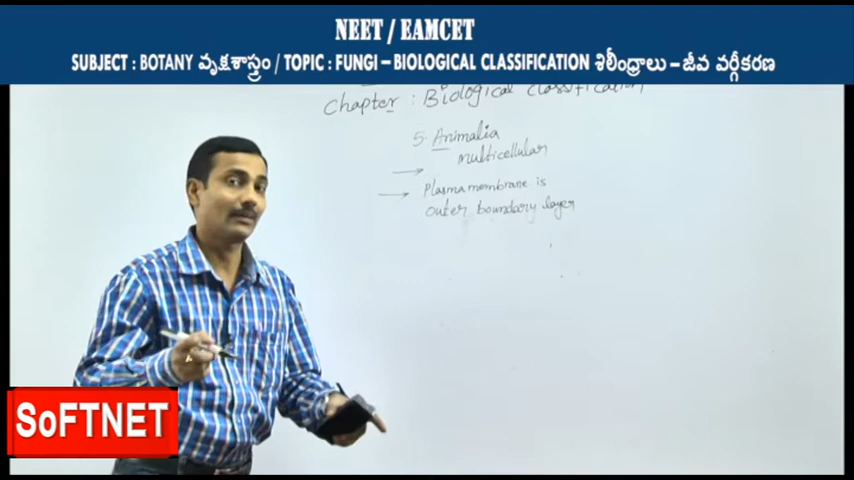 NEET / EAMCET
SUBJECT : BOTANY వృక్షశాస్త్రం / TOPIC : FUNGI – BIOLOGICAL CLASSIFICATION శిలీంధ్రాలు – జీవ వర్గీకరణ
Chapter : Biological classification
5. Animalia
multicellular
→ Plasma membrane is
outer boundary layer
SoFTNET